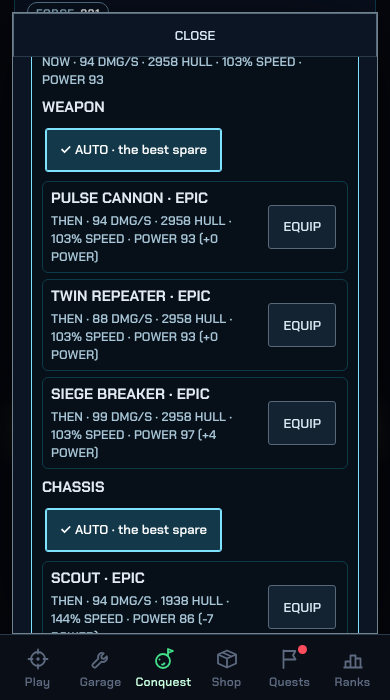 FORCE 221
CLOSE
NOW · 94 DMG/S · 2958 HULL · 103% SPEED ·
POWER 93
WEAPON
✓ AUTO · the best spare
PULSE CANNON · EPIC
THEN · 94 DMG/S · 2958 HULL ·
103% SPEED · POWER 93 (+0
POWER)
EQUIP
TWIN REPEATER · EPIC
THEN · 88 DMG/S · 2958 HULL ·
103% SPEED · POWER 93 (+0
POWER)
EQUIP
SIEGE BREAKER · EPIC
THEN · 99 DMG/S · 2958 HULL ·
103% SPEED · POWER 97 (+4
POWER)
EQUIP
CHASSIS
✓ AUTO · the best spare
SCOUT · EPIC
THEN · 94 DMG/S · 1938 HULL ·
144% SPEED · POWER 86 (-7
POWER)
EQUIP
Play
Garage
Conquest
Shop
Quests
Ranks